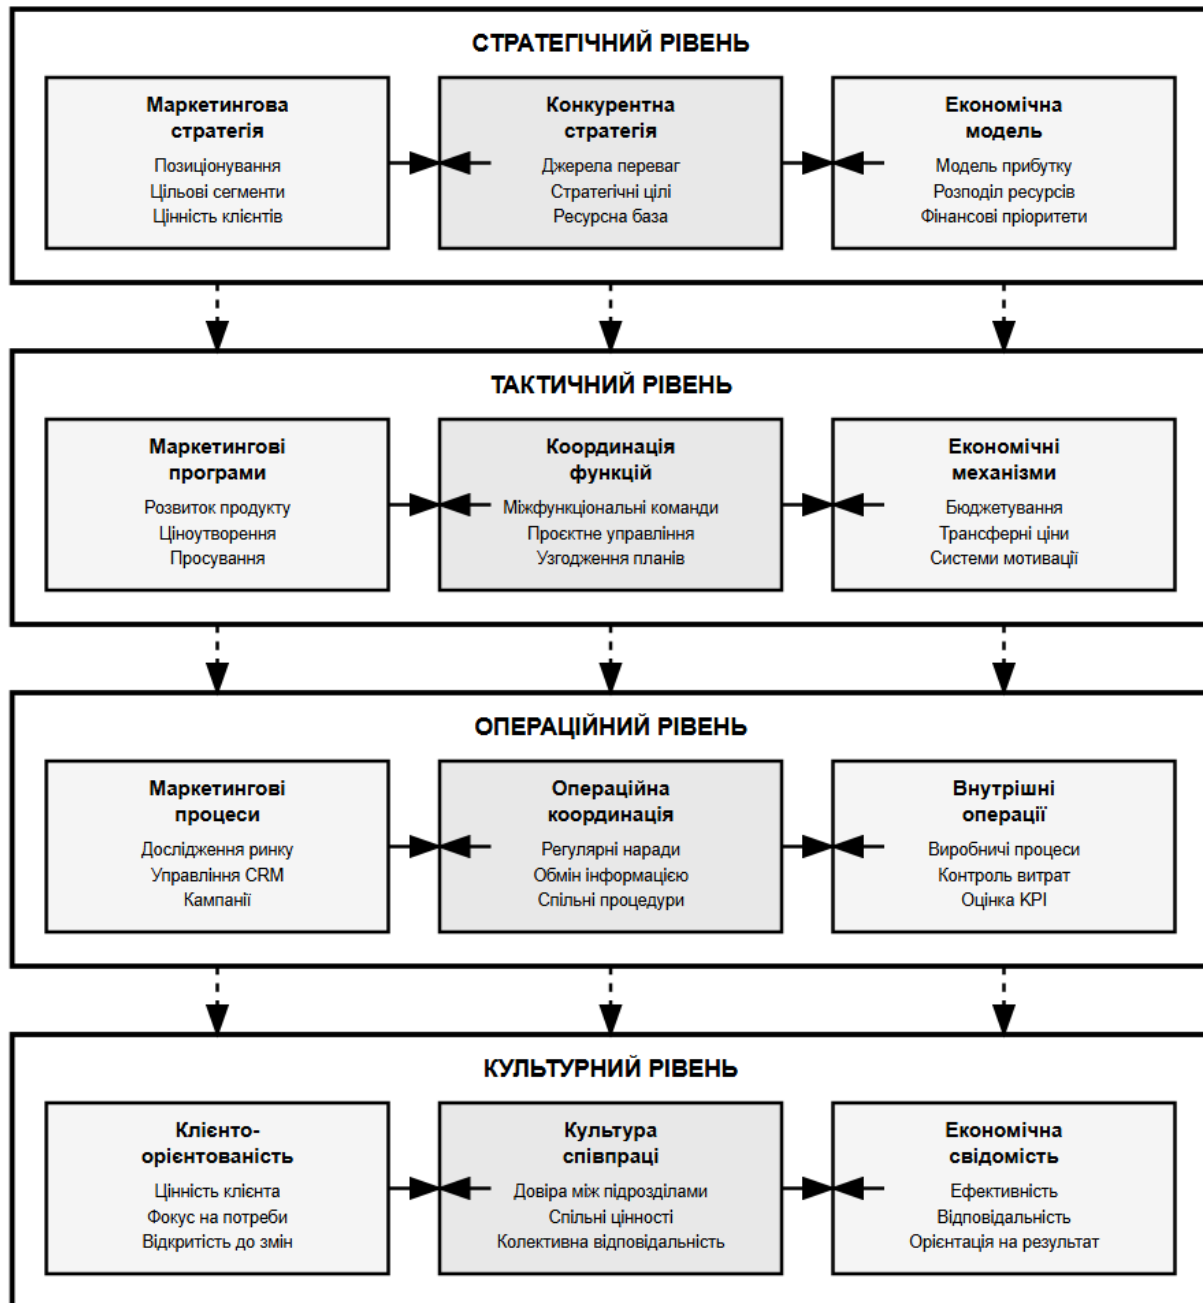 СТРАТЕГІЧНИЙ РІВЕНЬ
Маркетингова
стратегія
Позиціонування
Цільові сегменти
Цінність клієнтів
Конкурентна
стратегія
Джерела переваг
Стратегічні цілі
Ресурсна база
Економічна
модель
Модель прибутку
Розподіл ресурсів
Фінансові пріоритети
ТАКТИЧНИЙ РІВЕНЬ
Маркетингові
програми
Розвиток продукту
Ціноутворення
Просування
Координація
функцій
Міжфункціональні команди
Проєктне управління
Узгодження планів
Економічні
механізми
Бюджетування
Трансферні ціни
Системи мотивації
ОПЕРАЦІЙНИЙ РІВЕНЬ
Маркетингові
процеси
Дослідження ринку
Управління CRM
Кампанії
Операційна
координація
Регулярні наради
Обмін інформацією
Спільні процедури
Внутрішні
операції
Виробничі процеси
Контроль витрат
Оцінка KPI
КУЛЬТУРНИЙ РІВЕНЬ
Клієнто-
орієнтованість
Цінність клієнта
Фокус на потреби
Відкритість до змін
Культура
співпраці
Довіра між підрозділами
Спільні цінності
Колективна відповідальність
Економічна
свідомість
Ефективність
Відповідальність
Орієнтація на результат